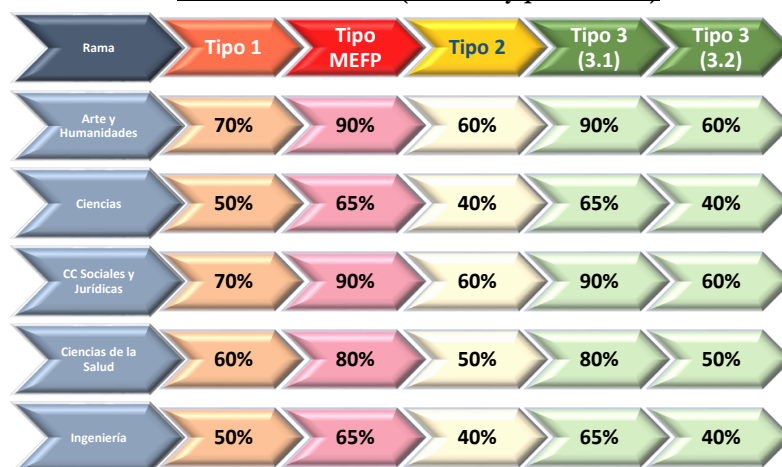 Rama
Tipo 1
Tipo
MEFP
Tipo 2
Tipo 3
(3.1)
Tipo 3
(3.2)
Arte y
Humanidades
70%
90%
60%
90%
60%
Ciencias
50%
65%
40%
65%
40%
CC Sociales y
Jurídicas
70%
90%
60%
90%
60%
Ciencias de la
Salud
60%
80%
50%
80%
50%
Ingeniería
50%
65%
40%
65%
40%